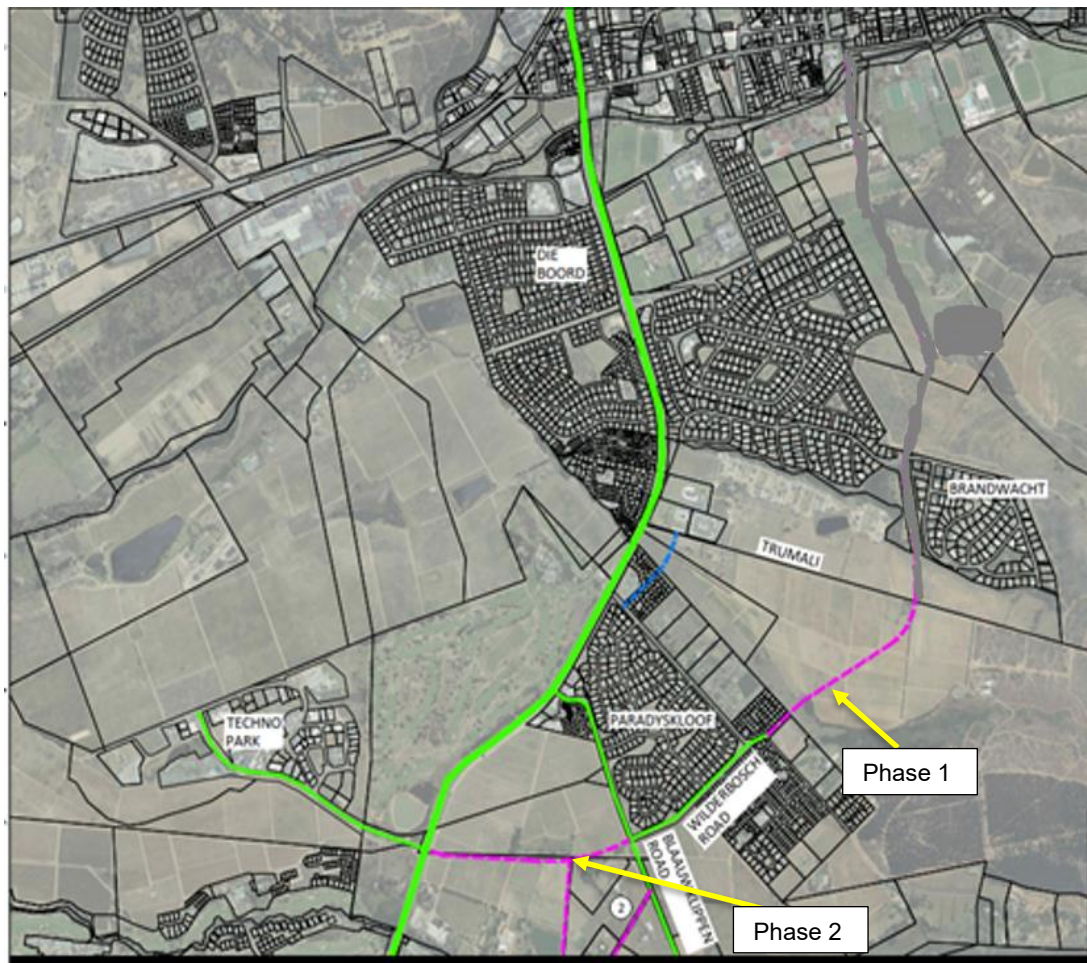 DIE
BOORD
BRANDWACHT
TRUMALI
TECHNO
PARK
PARADYSKLOOF
Phase 1
WILDERBOSCH
ROAD
BLAAUWKLIPPEN
ROAD
2
Phase 2